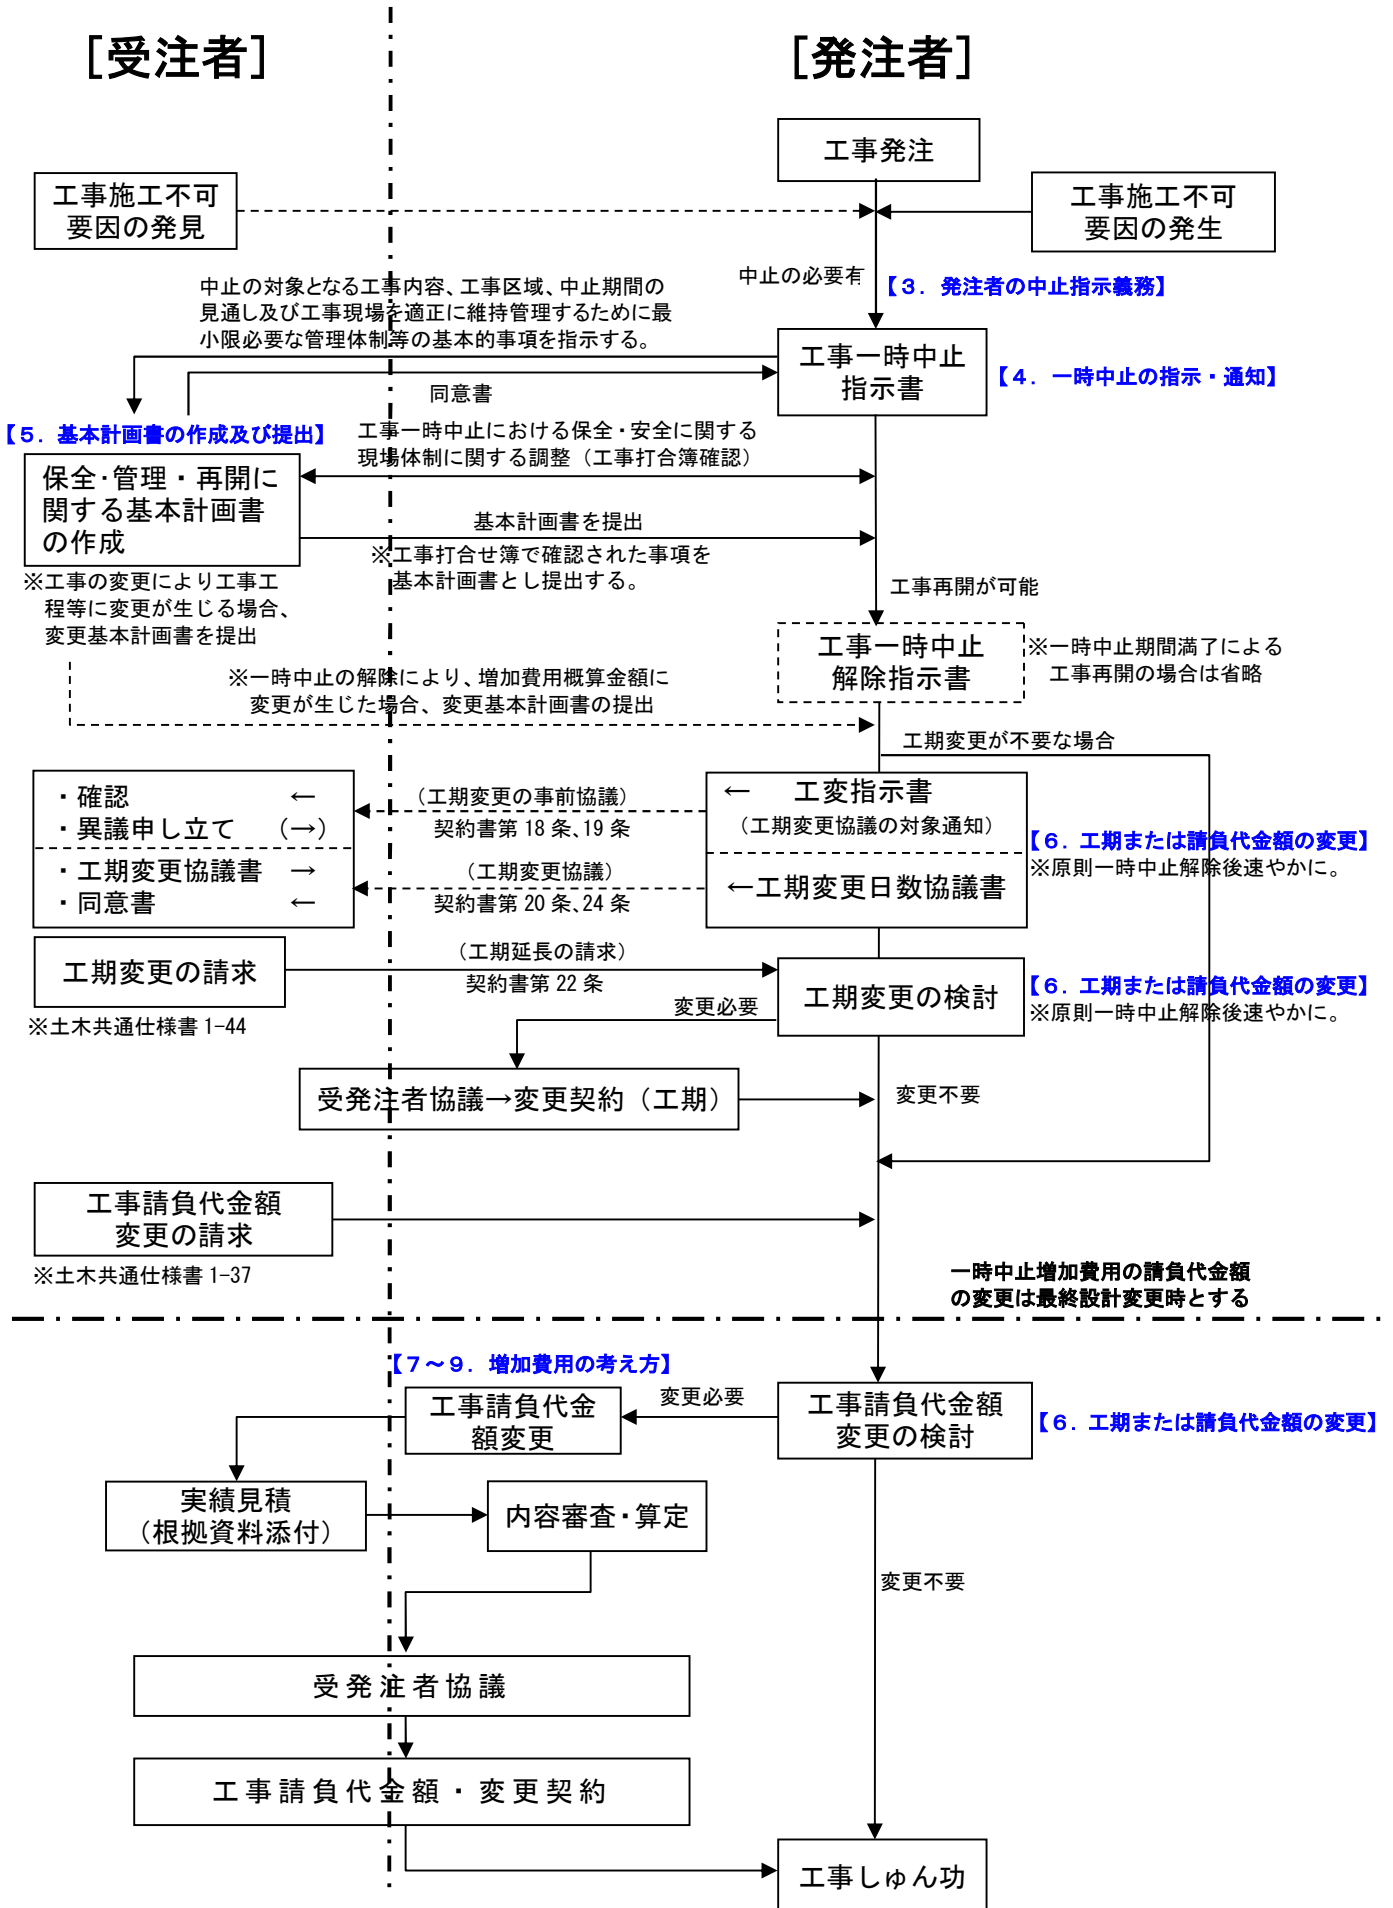 ［受注者］
［発注者］
工事発注
工事施工不可
要因の発見
工事施工不可
要因の発生
中止の必要有
【３．発注者の中止指示義務】
中止の対象となる工事内容、工事区域、中止期間の
見通し及び工事現場を適正に維持管理するために最
小限必要な管理体制等の基本的事項を指示する。
工事一時中止
指示書
【４．一時中止の指示・通知】
同意書
【５．基本計画書の作成及び提出】
工事一時中止における保全・安全に関する
現場体制に関する調整（工事打合簿確認）
保全・管理・再開に
関する基本計画書
の作成
基本計画書を提出
※工事打合せ簿で確認された事項を
基本計画書とし提出する。
※工事の変更により工事工
程等に変更が生じる場合、
変更基本計画書を提出
工事再開が可能
工事一時中止
解除指示書
※一時中止期間満了による
工事再開の場合は省略
※一時中止の解除により、増加費用概算金額に
変更が生じた場合、変更基本計画書の提出
工期変更が不要な場合
・確認 ←
・異議申し立て （→）
・工期変更協議書 →
・同意書 ←
（工期変更の事前協議）
契約書第 18 条、19 条
（工期変更協議）
契約書第 20 条、24 条
← 工変指示書
（工期変更協議の対象通知）
←工期変更日数協議書
【６．工期または請負代金額の変更】
※原則一時中止解除後速やかに。
工期変更の請求
（工期延長の請求）
契約書第 22 条
工期変更の検討
【６．工期または請負代金額の変更】
※原則一時中止解除後速やかに。
※土木共通仕様書 1-44
変更必要
受発注者協議→変更契約（工期）
変更不要
工事請負代金額
変更の請求
※土木共通仕様書 1-37
一時中止増加費用の請負代金額
の変更は最終設計変更時とする
【７～９．増加費用の考え方】
工事請負代金
額変更
変更必要
工事請負代金額
変更の検討
【６．工期または請負代金額の変更】
実績見積
（根拠資料添付）
内容審査・算定
変更不要
受発注者協議
工事請負代金額・変更契約
工事しゅん功